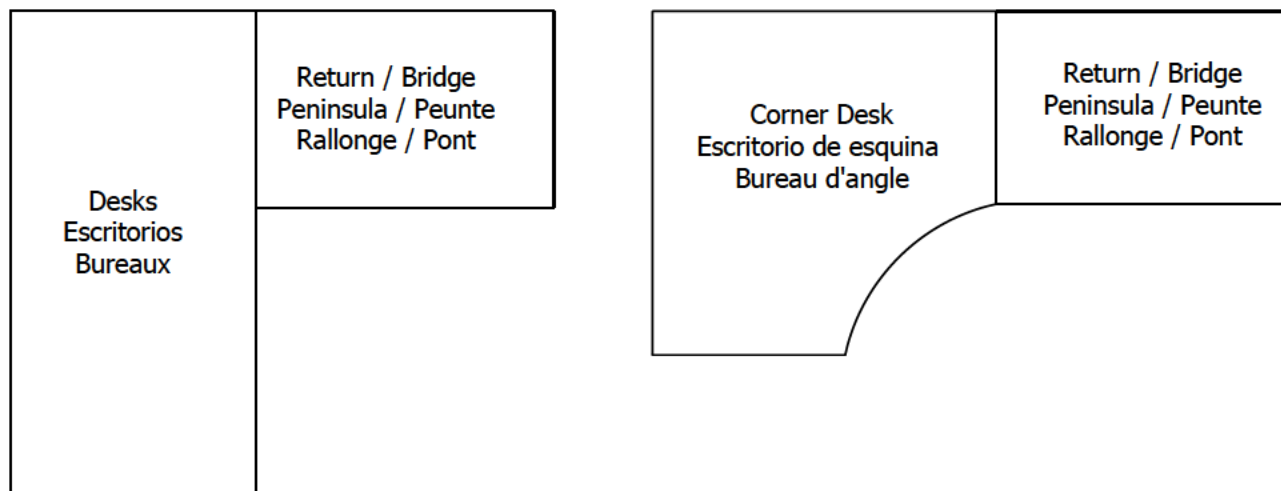 Return / Bridge
Peninsula / Peunte
Rallonge / Pont
Desks
Escritorios
Bureaux
Corner Desk
Escritorio de esquina
Bureau d'angle
Return / Bridge
Peninsula / Peunte
Rallonge / Pont